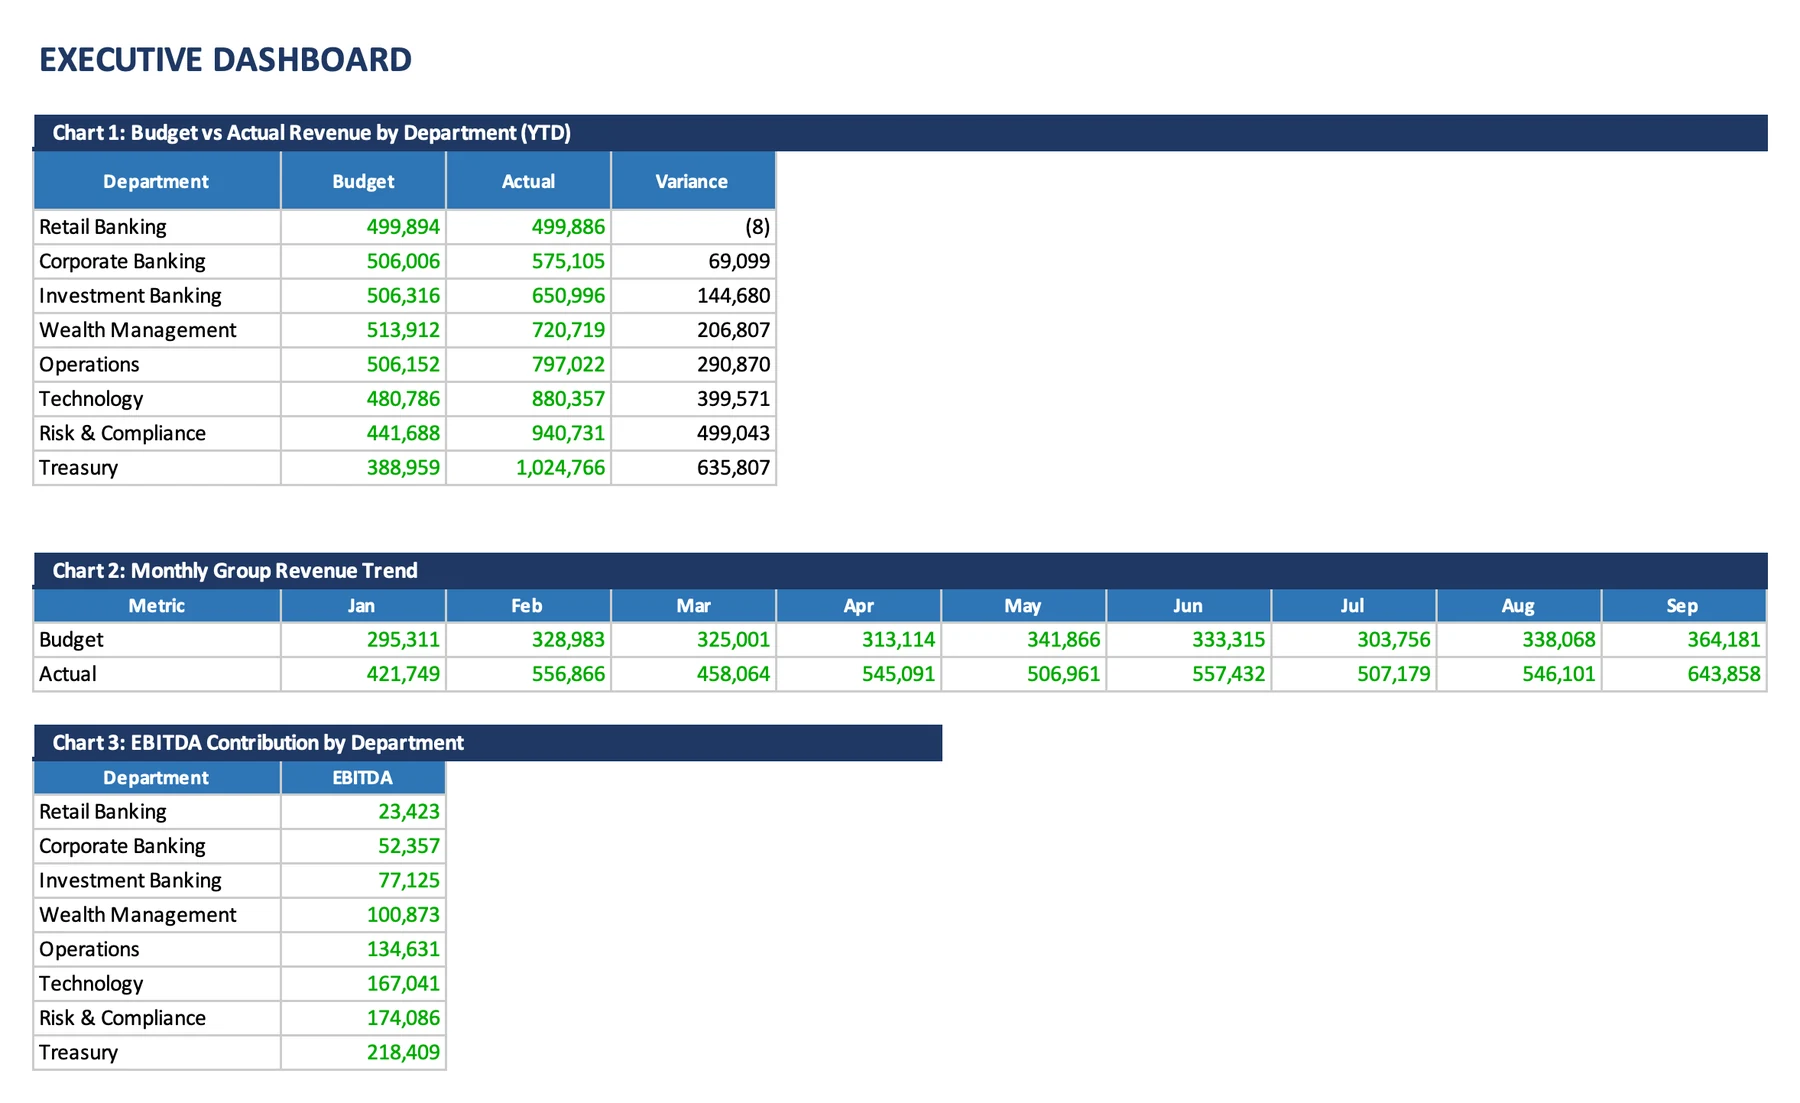 EXECUTIVE DASHBOARD
Chart 1: Budget vs Actual Revenue by Department (YTD)
Department Budget Actual Variance
Retail Banking 499,894 499,886 (8)
Corporate Banking 506,006 575,105 69,099
Investment Banking 506,316 650,996 144,680
Wealth Management 513,912 720,719 206,807
Operations 506,152 797,022 290,870
Technology 480,786 880,357 399,571
Risk & Compliance 441,688 940,731 499,043
Treasury 388,959 1,024,766 635,807
Chart 2: Monthly Group Revenue Trend
Metric Jan Feb Mar Apr May Jun Jul Aug Sep
Budget 295,311 328,983 325,001 313,114 341,866 333,315 303,756 338,068 364,181
Actual 421,749 556,866 458,064 545,091 506,961 557,432 507,179 546,101 643,858
Chart 3: EBITDA Contribution by Department
Department EBITDA
Retail Banking 23,423
Corporate Banking 52,357
Investment Banking 77,125
Wealth Management 100,873
Operations 134,631
Technology 167,041
Risk & Compliance 174,086
Treasury 218,409